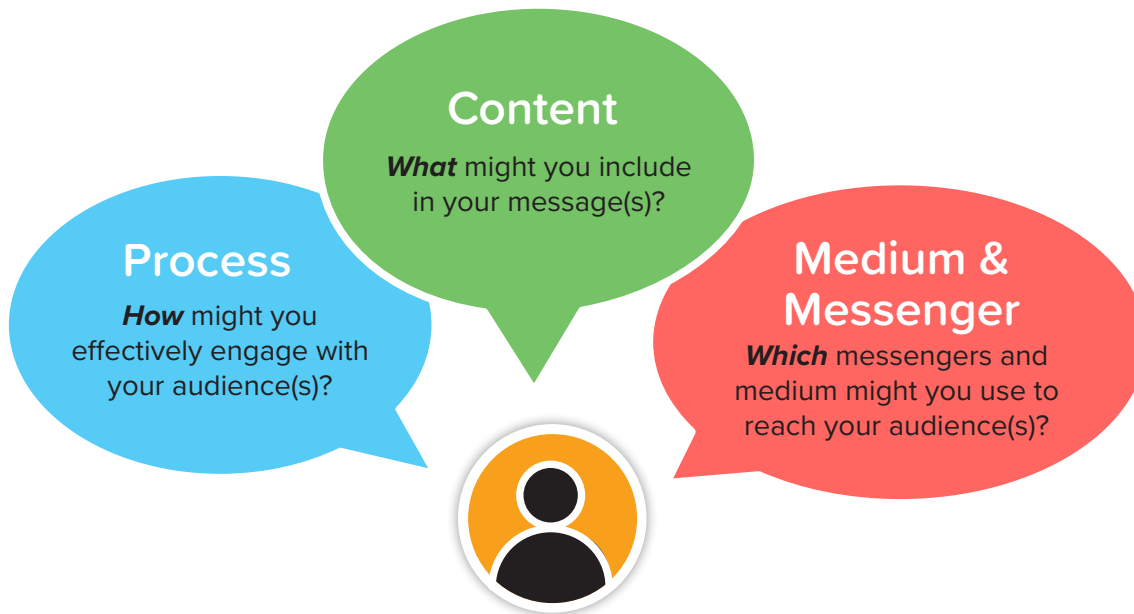 Process
How might you
effectively engage with
your audience(s)?
Content
What might you include
in your message(s)?
Medium &
Messenger
Which messengers and
medium might you use to
reach your audience(s)?